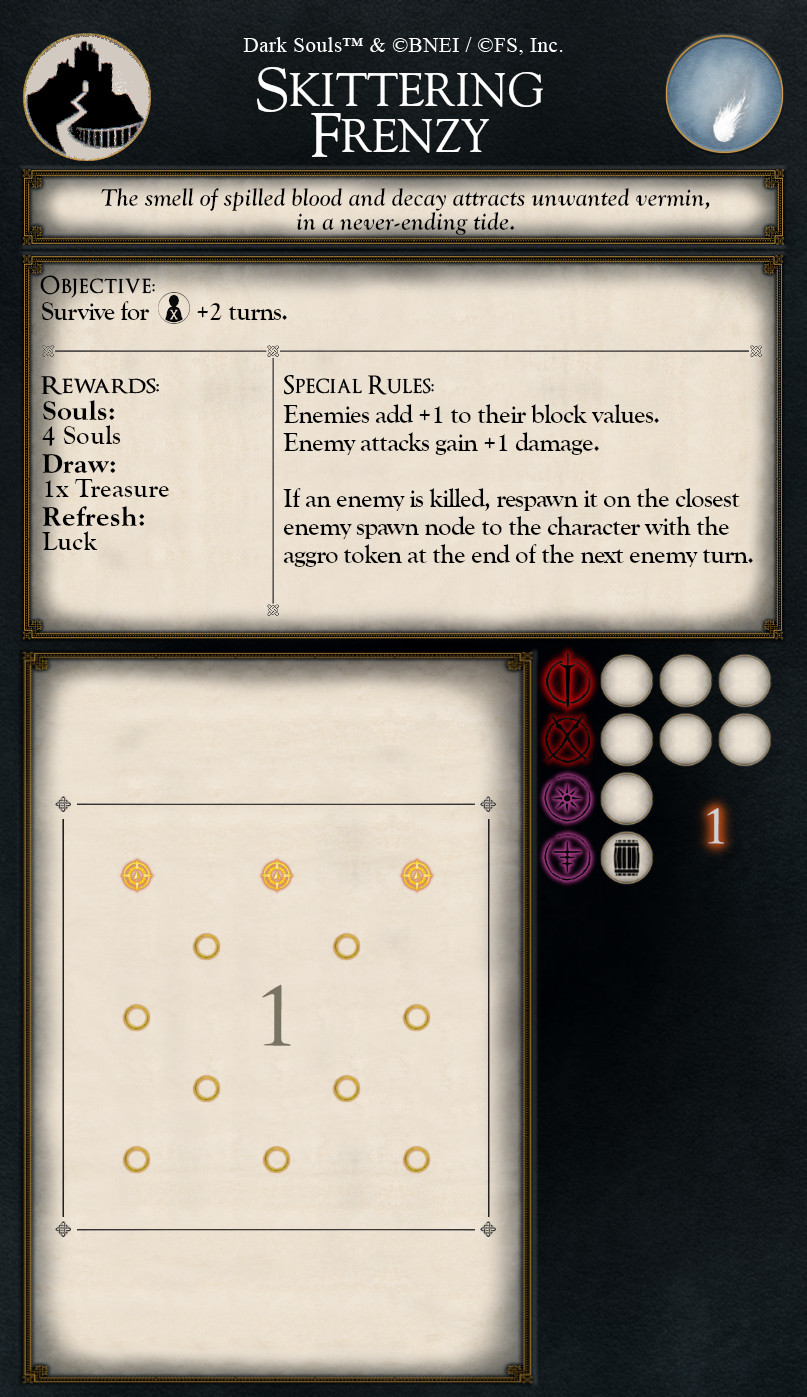 Dark Souls™ & ©BNEI / ©FS, Inc.
SKITTERING
FRENZY
The smell of spilled blood and decay attracts unwanted vermin,
in a never-ending tide.
OBJECTIVE:
Survive for X +2 turns.
REWARDS:
Souls:
4 Souls
Draw:
1x Treasure
Refresh:
Luck
SPECIAL RULES:
Enemies add +1 to their block values.
Enemy attacks gain +1 damage.
If an enemy is killed, respawn it on the closest
enemy spawn node to the character with the
aggro token at the end of the next enemy turn.
1
1